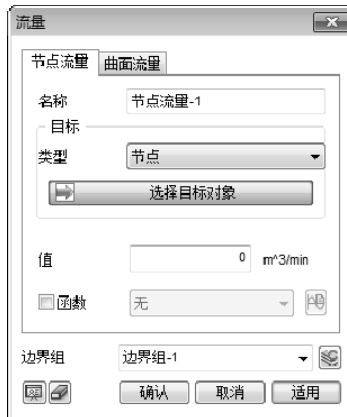 流量
节点流量 曲面流量
名称 节点流量-1
目标
类型 节点
选择目标对象
值 0 m^3/min
函数 无
边界组 边界组-1
确认 取消 适用